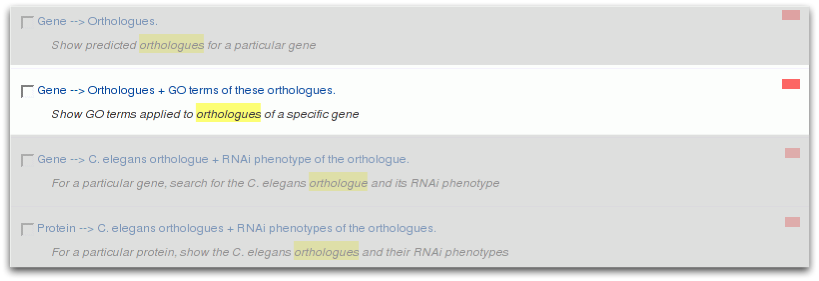 Gene --> Orthologues.
Show predicted orthologues for a particular gene
Gene --> Orthologues + GO terms of these orthologues.
Show GO terms applied to orthologues of a specific gene
Gene --> C. elegans orthologue + RNAi phenotype of the orthologue.
For a particular gene, search for the C. elegans orthologue and its RNAi phenotype
Protein --> C. elegans orthologues + RNAi phenotypes of the orthologues.
For a particular protein, show the C. elegans orthologues and their RNAi phenotypes